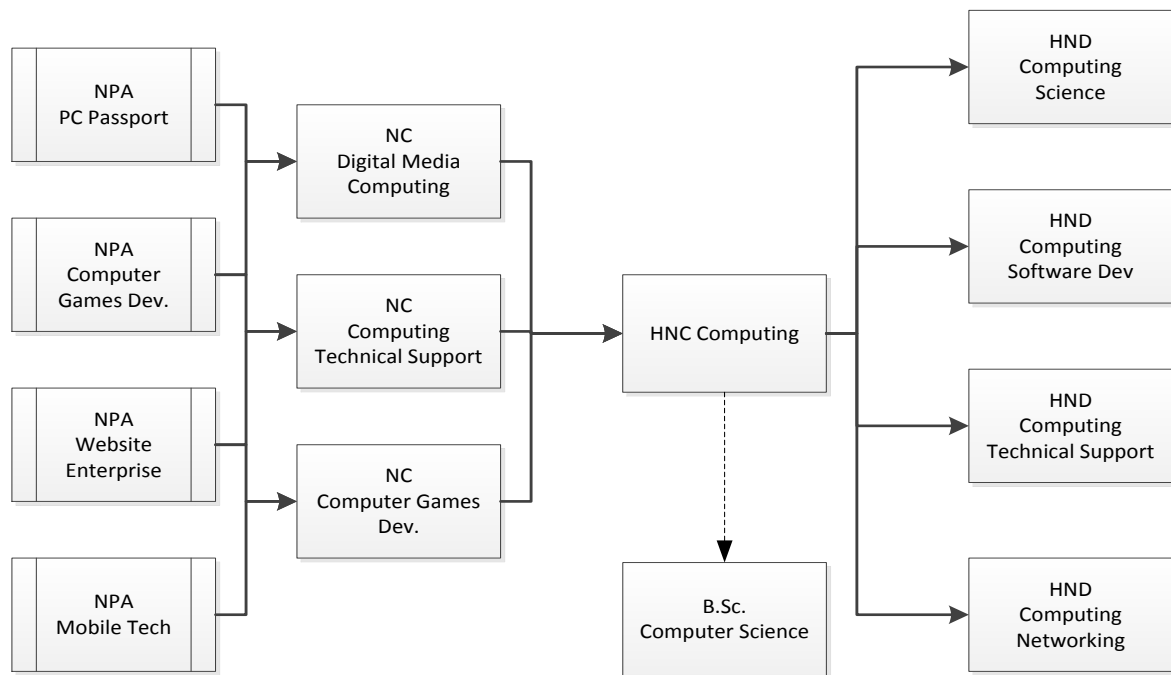 NPA
PC Passport
NPA
Computer
Games Dev.
NPA
Website
Enterprise
NPA
Mobile Tech
NC
Digital Media
Computing
NC
Computing
Technical Support
NC
Computer Games
Dev.
HNC Computing
B.Sc.
Computer Science
HND
Computing
Science
HND
Computing
Software Dev
HND
Computing
Technical Support
HND
Computing
Networking